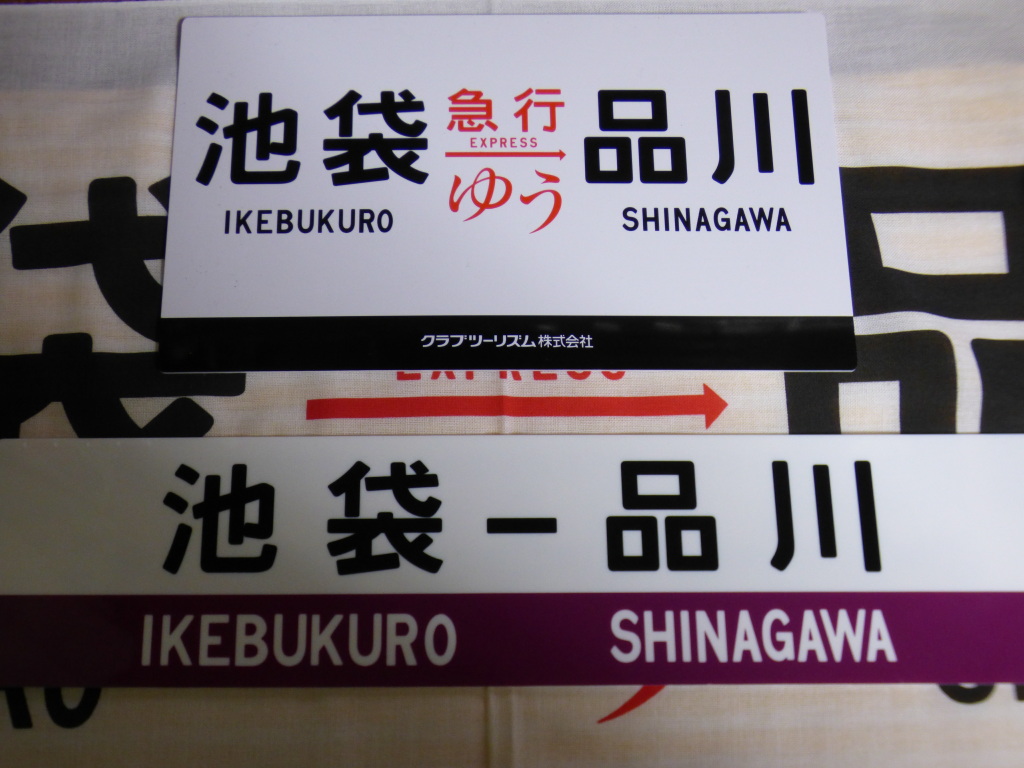 池袋 急行 品川
EXPRESS
ゆう
IKEBUKURO SHINAGAWA
クラブツーリズム株式会社
EXPRESS
池袋-品川
IKEBUKURO SHINAGAWA